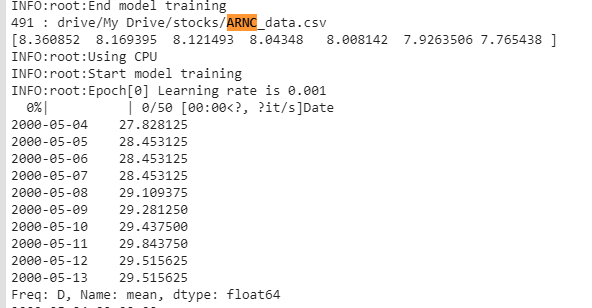 INFO:root:End model training
491 : drive/My Drive/stocks/ARNC_data.csv
[8.360852  8.169395  8.121493  8.04348   8.008142  7.9263506 7.765438 ]
INFO:root:Using CPU
INFO:root:Start model training
INFO:root:Epoch[0] Learning rate is 0.001
0%|          | 0/50 [00:00<?, ?it/s]Date
2000-05-04    27.828125
2000-05-05    28.453125
2000-05-06    28.453125
2000-05-07    28.453125
2000-05-08    29.109375
2000-05-09    29.281250
2000-05-10    29.437500
2000-05-11    29.843750
2000-05-12    29.515625
2000-05-13    29.515625
Freq: D, Name: mean, dtype: float64